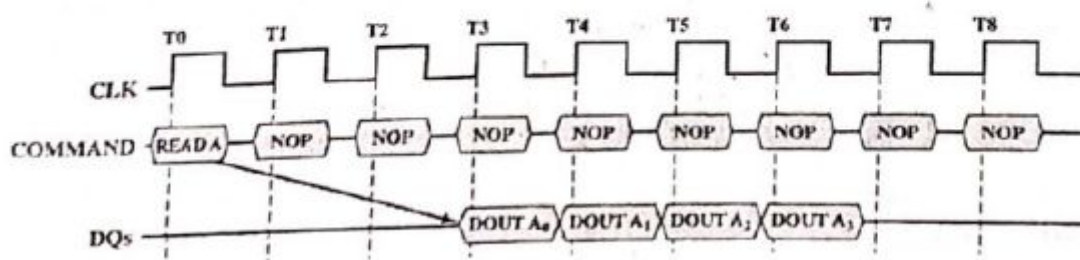 T0 T1 T2 T3 T4 T5 T6 T7 T8
CLK
COMMAND READ A NOP NOP NOP NOP NOP NOP NOP NOP
DQs DOUT A₀ DOUT A₁ DOUT A₂ DOUT A₃